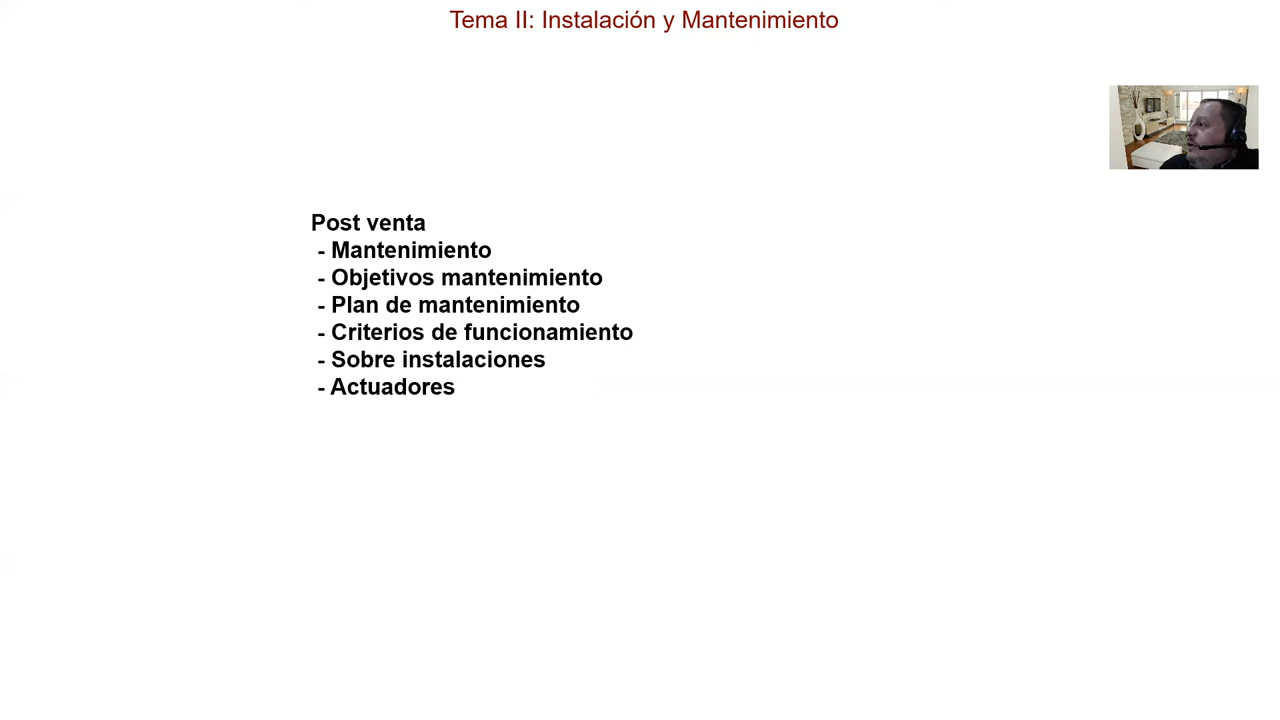 Tema II: Instalación y Mantenimiento
Post venta
- Mantenimiento
- Objetivos mantenimiento
- Plan de mantenimiento
- Criterios de funcionamiento
- Sobre instalaciones
- Actuadores